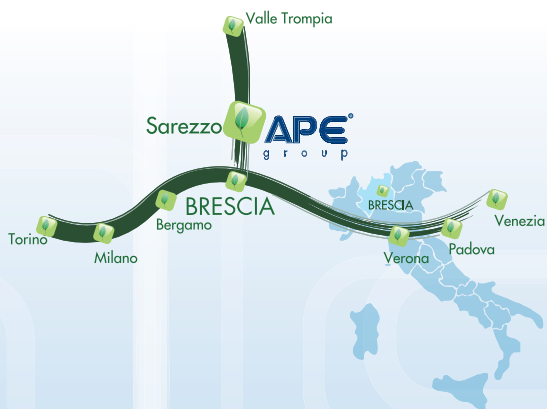 Valle Trompia
Sarezzo
APE®
group
BRESCIA
BRESCIA
Bergamo
Torino
Milano
Verona
Padova
Venezia